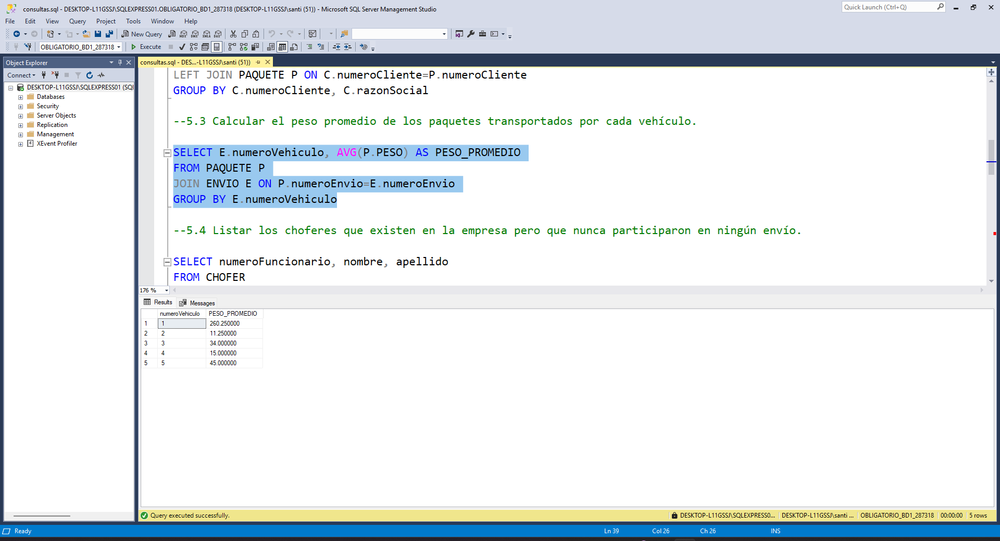 consultas.sql - DESKTOP-L11GSSJ\SQLEXPRESS01.OBLIGATORIO_BD1_287318 (DESKTOP-L11GSSJ\santi (51)) - Microsoft SQL Server Management Studio
Quick Launch (Ctrl+Q)
File Edit View Query Project Tools Window Help
New Query
MDX DMX XMLA DAX
OBLIGATORIO_BD1_287318
Execute
Object Explorer
consultas.sql - DES...-L11GSSJ\santi (51))
Connect
DESKTOP-L11GSSJ\SQLEXPRESS01 (SQL
Databases
Security
Server Objects
Replication
Management
XEvent Profiler
LEFT JOIN PAQUETE P ON C.numeroCliente=P.numeroCliente
GROUP BY C.numeroCliente, C.razonSocial
--5.3 Calcular el peso promedio de los paquetes transportados por cada vehículo.
SELECT E.numeroVehiculo, AVG(P.PESO) AS PESO_PROMEDIO
FROM PAQUETE P
JOIN ENVIO E ON P.numeroEnvio=E.numeroEnvio
GROUP BY E.numeroVehiculo
--5.4 Listar los choferes que existen en la empresa pero que nunca participaron en ningún envío.
SELECT numeroFuncionario, nombre, apellido
FROM CHOFER
176 %
Results Messages
numeroVehiculo PESO_PROMEDIO
1 1 260.250000
2 2 11.250000
3 3 34.000000
4 4 15.000000
5 5 45.000000
Query executed successfully.
DESKTOP-L11GSSJ\SQLEXPRESS0... DESKTOP-L11GSSJ\santi ... OBLIGATORIO_BD1_287318 00:00:00 5 rows
Ready
Ln 39 Col 26 Ch 26 INS